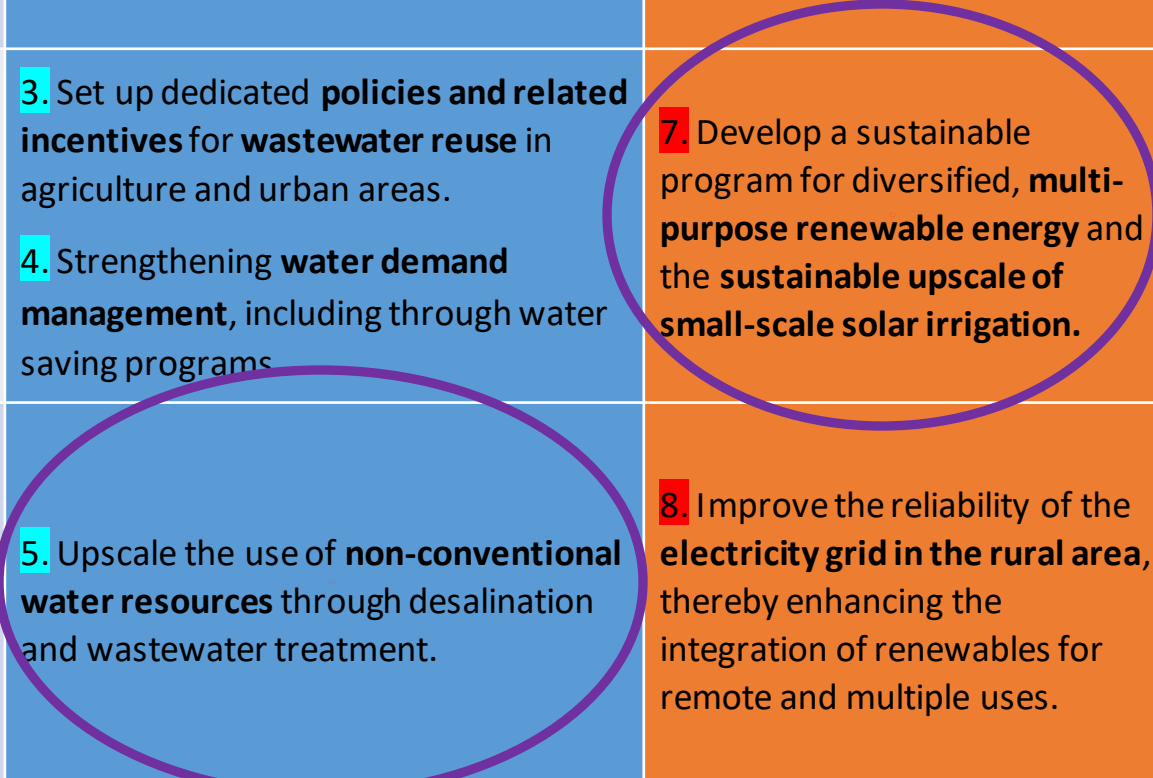 3. Set up dedicated policies and related
incentives for wastewater reuse in
agriculture and urban areas.
4. Strengthening water demand
management, including through water
saving programs
5. Upscale the use of non-conventional
water resources through desalination
and wastewater treatment.
7. Develop a sustainable
program for diversified, multi-
purpose renewable energy and
the sustainable upscale of
small-scale solar irrigation.
8. Improve the reliability of the
electricity grid in the rural area,
thereby enhancing the
integration of renewables for
remote and multiple uses.